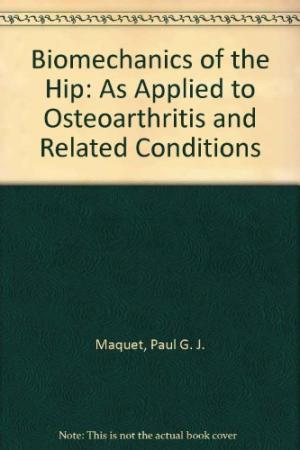 Biomechanics of the
Hip: As Applied to
Osteoarthritis and
Related Conditions
Maquet, Paul G. J.
Note: This is not the actual book cover